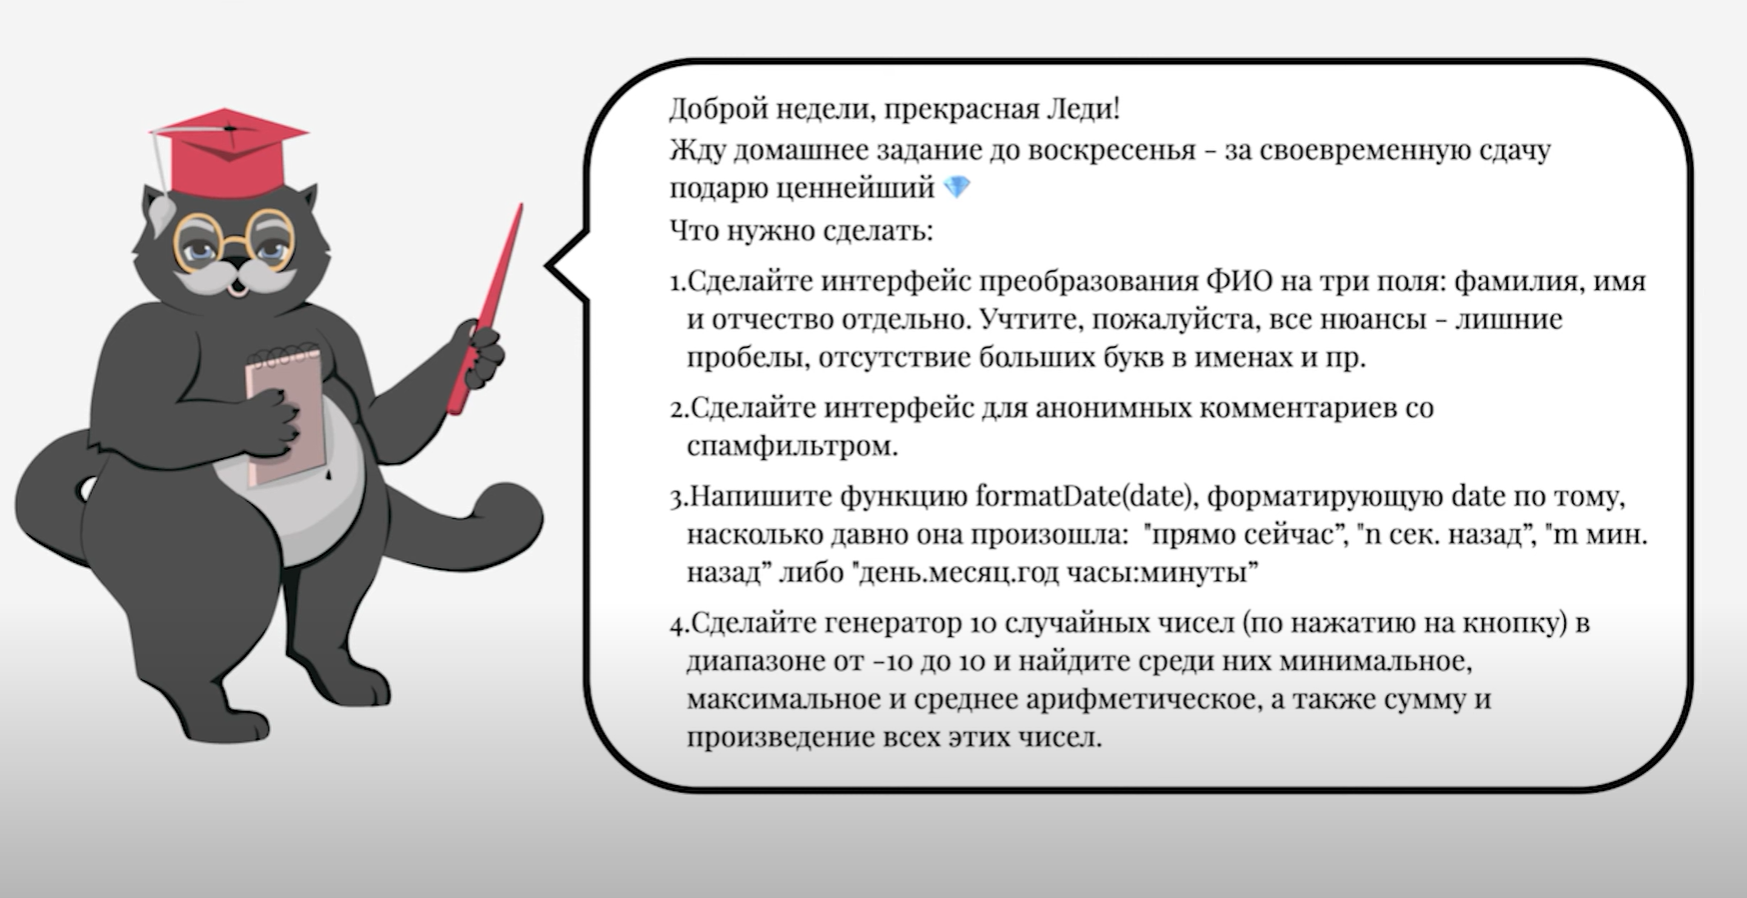 Доброй недели, прекрасная Леди!
Жду домашнее задание до воскресенья - за своевременную сдачу
подарю ценнейший 💎
Что нужно сделать:
1.Сделайте интерфейс преобразования ФИО на три поля: фамилия, имя
и отчество отдельно. Учтите, пожалуйста, все нюансы - лишние
пробелы, отсутствие больших букв в именах и пр.
2.Сделайте интерфейс для анонимных комментариев со
спамфильтром.
3.Напишите функцию formatDate(date), форматирующую date по тому,
насколько давно она произошла:  "прямо сейчас”, "n сек. назад”, "m мин.
назад” либо "день.месяц.год часы:минуты”
4.Сделайте генератор 10 случайных чисел (по нажатию на кнопку) в
диапазоне от -10 до 10 и найдите среди них минимальное,
максимальное и среднее арифметическое, а также сумму и
произведение всех этих чисел.